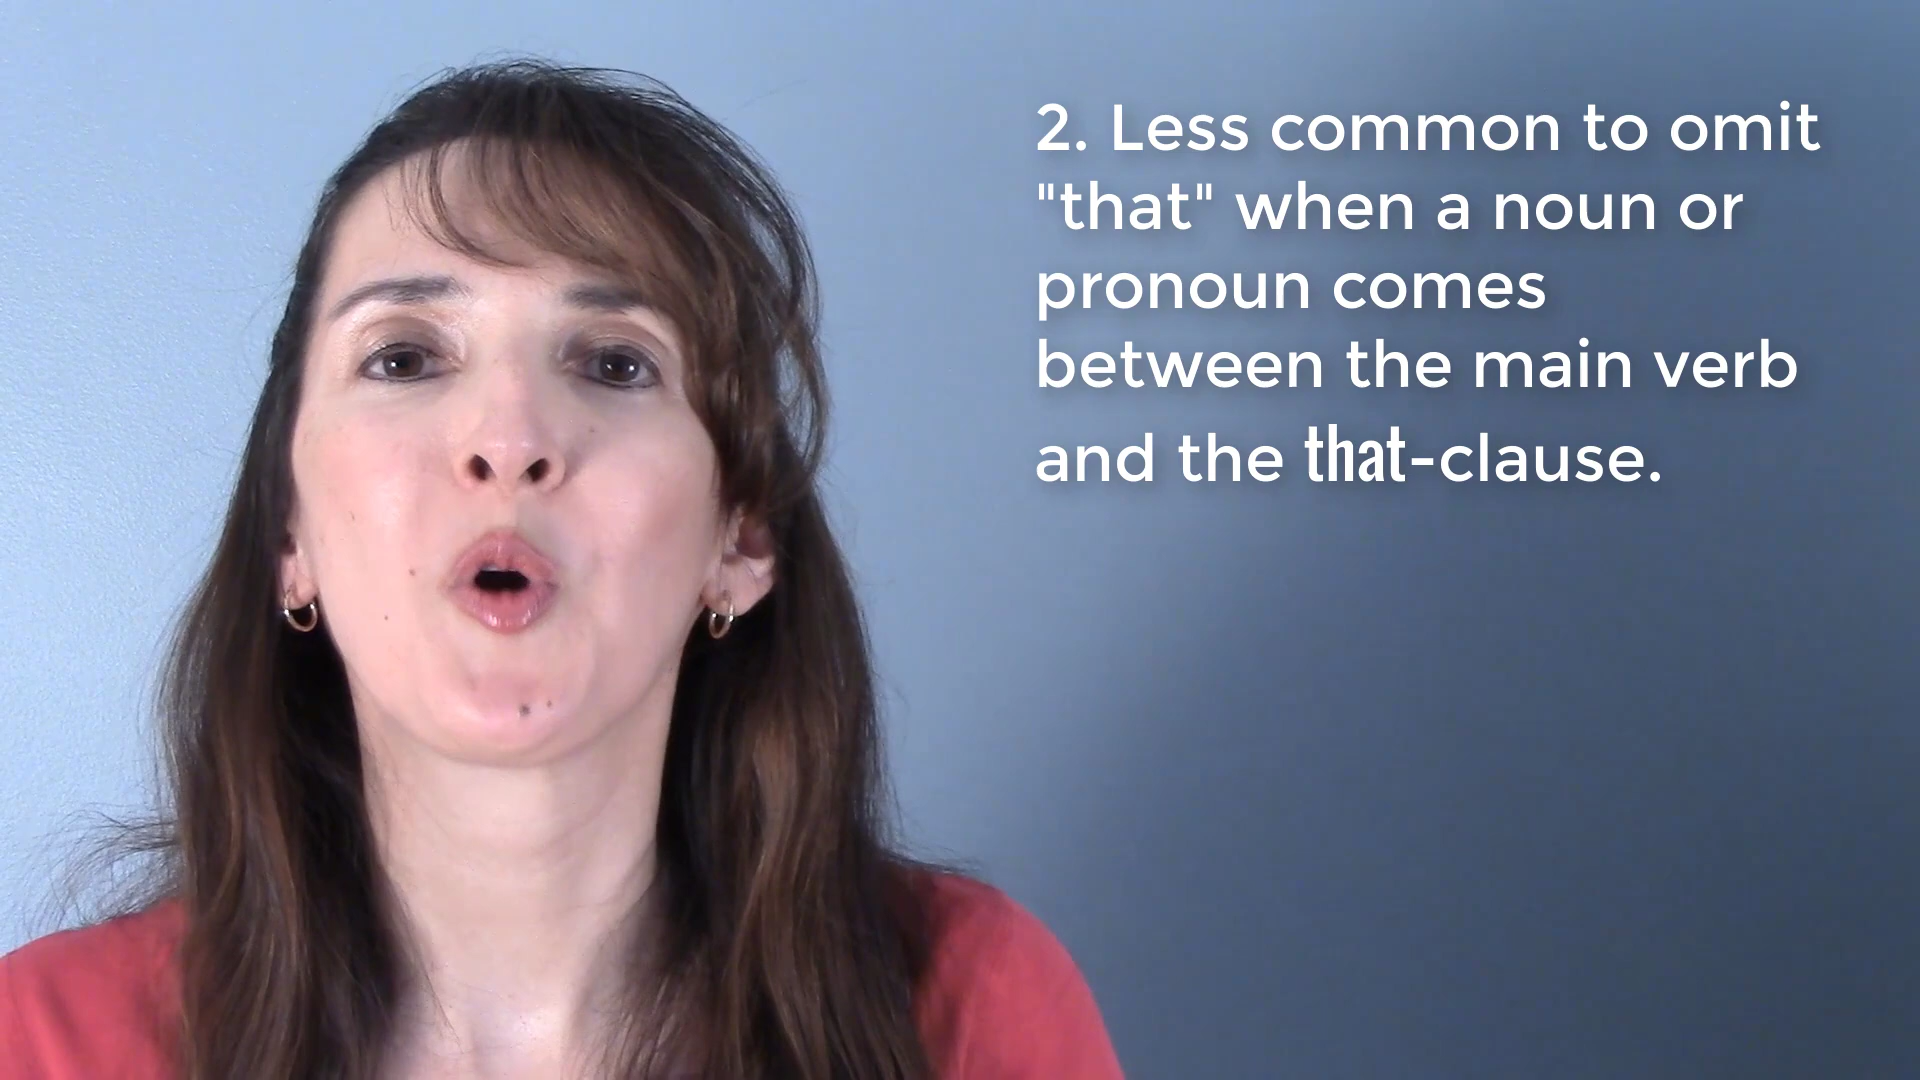 2. Less common to omit
"that" when a noun or
pronoun comes
between the main verb
and the that-clause.